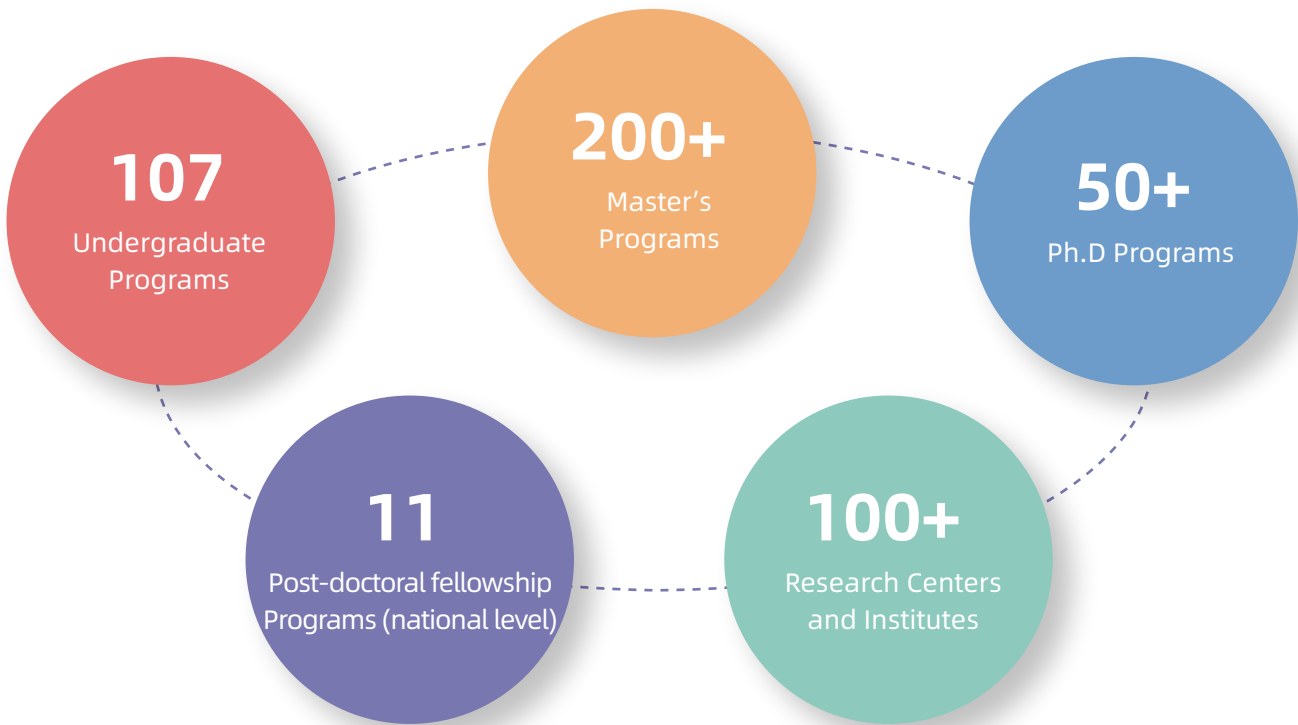 107
Undergraduate
Programs
200+
Master's
Programs
50+
Ph.D Programs
11
Post-doctoral fellowship
Programs (national level)
100+
Research Centers
and Institutes